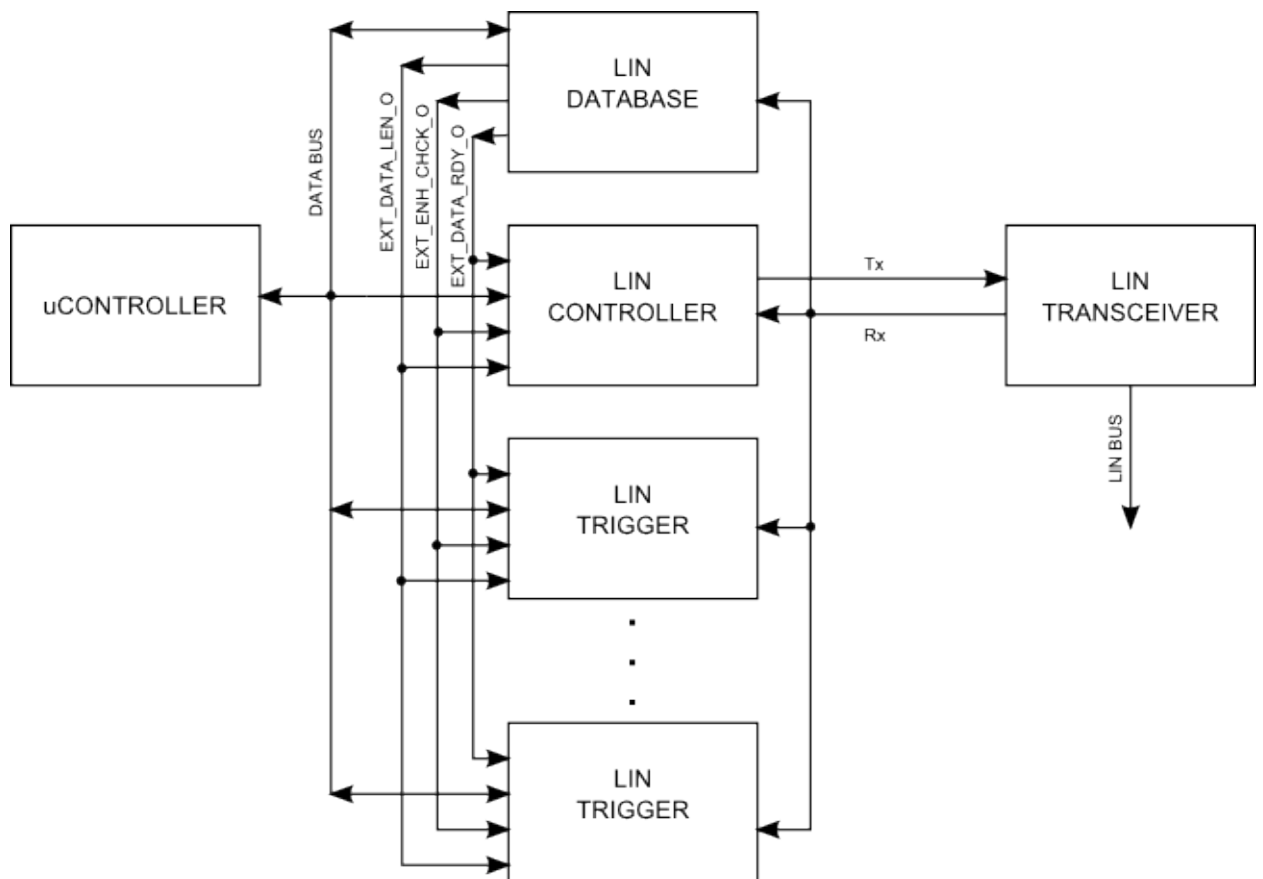 LIN
DATABASE
DATA BUS
EXT_DATA_LEN_O
EXT_ENH_CHCK_O
EXT_DATA_RDY_O
uCONTROLLER
LIN
CONTROLLER
Tx
Rx
LIN
TRANSCEIVER
LIN BUS
LIN
TRIGGER
LIN
TRIGGER